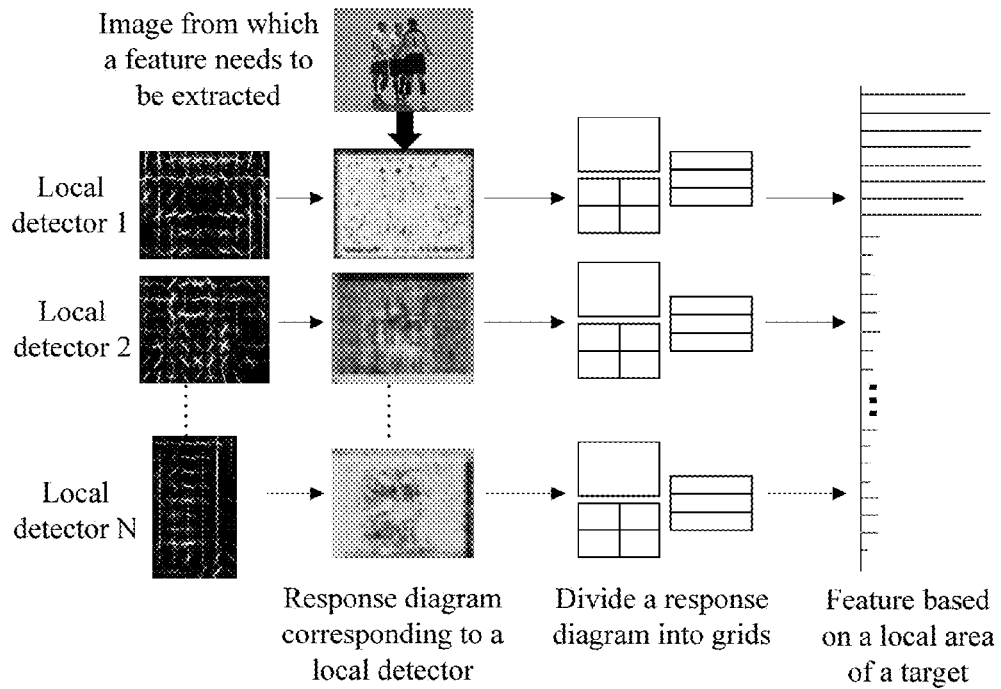 Image from which
a feature needs to
be extracted
Local
detector 1
Local
detector 2
Local
detector N
Response diagram
corresponding to a
local detector
Divide a response
diagram into grids
Feature based
on a local area
of a target